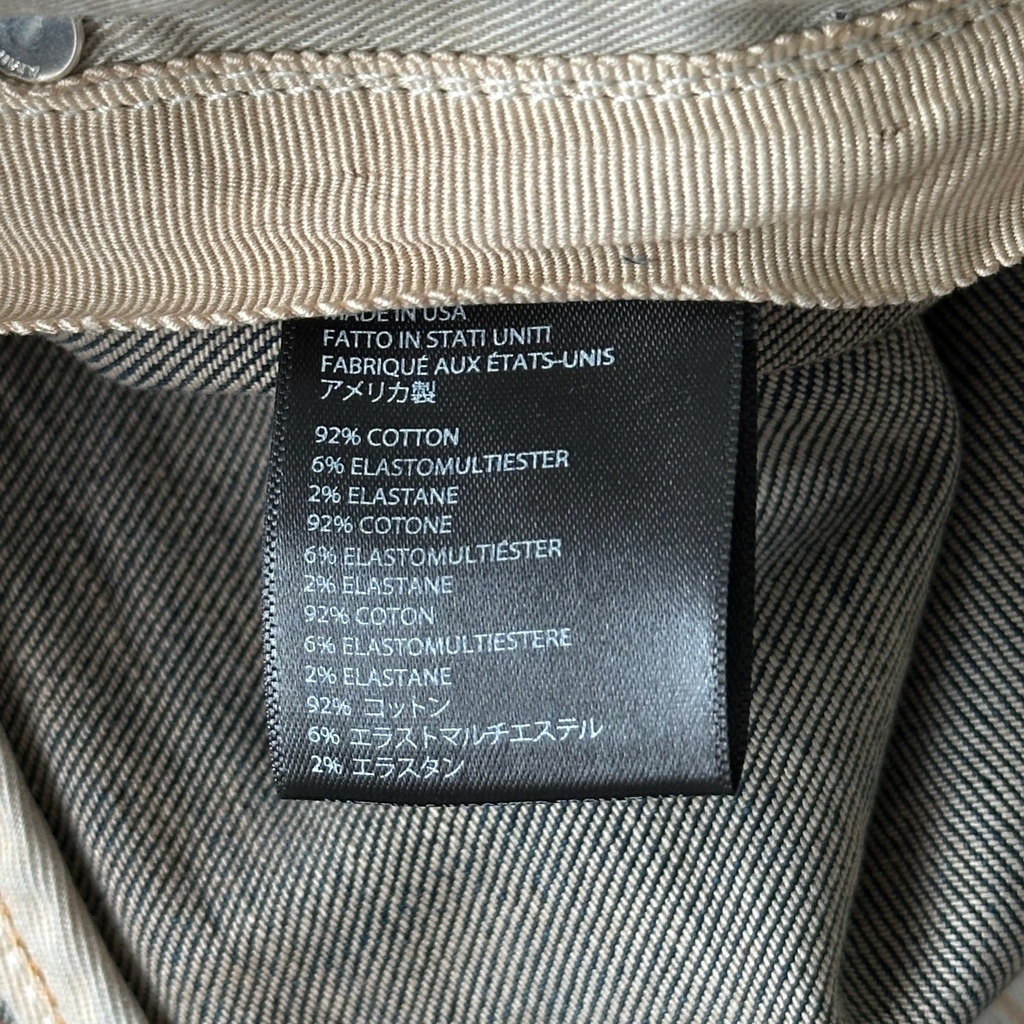 MADE IN USA
FATTO IN STATI UNITI
FABRIQUÉ AUX ÉTATS-UNIS
アメリカ製
92% COTTON
6% ELASTOMULTIESTER
2% ELASTANE
92% COTONE
6% ELASTOMULTIÉSTER
2% ELASTANE
92% COTON
6% ELASTOMULTIESTERE
2% ELASTANE
92% コットン
6% エラストマルチエステル
2% エラスタン